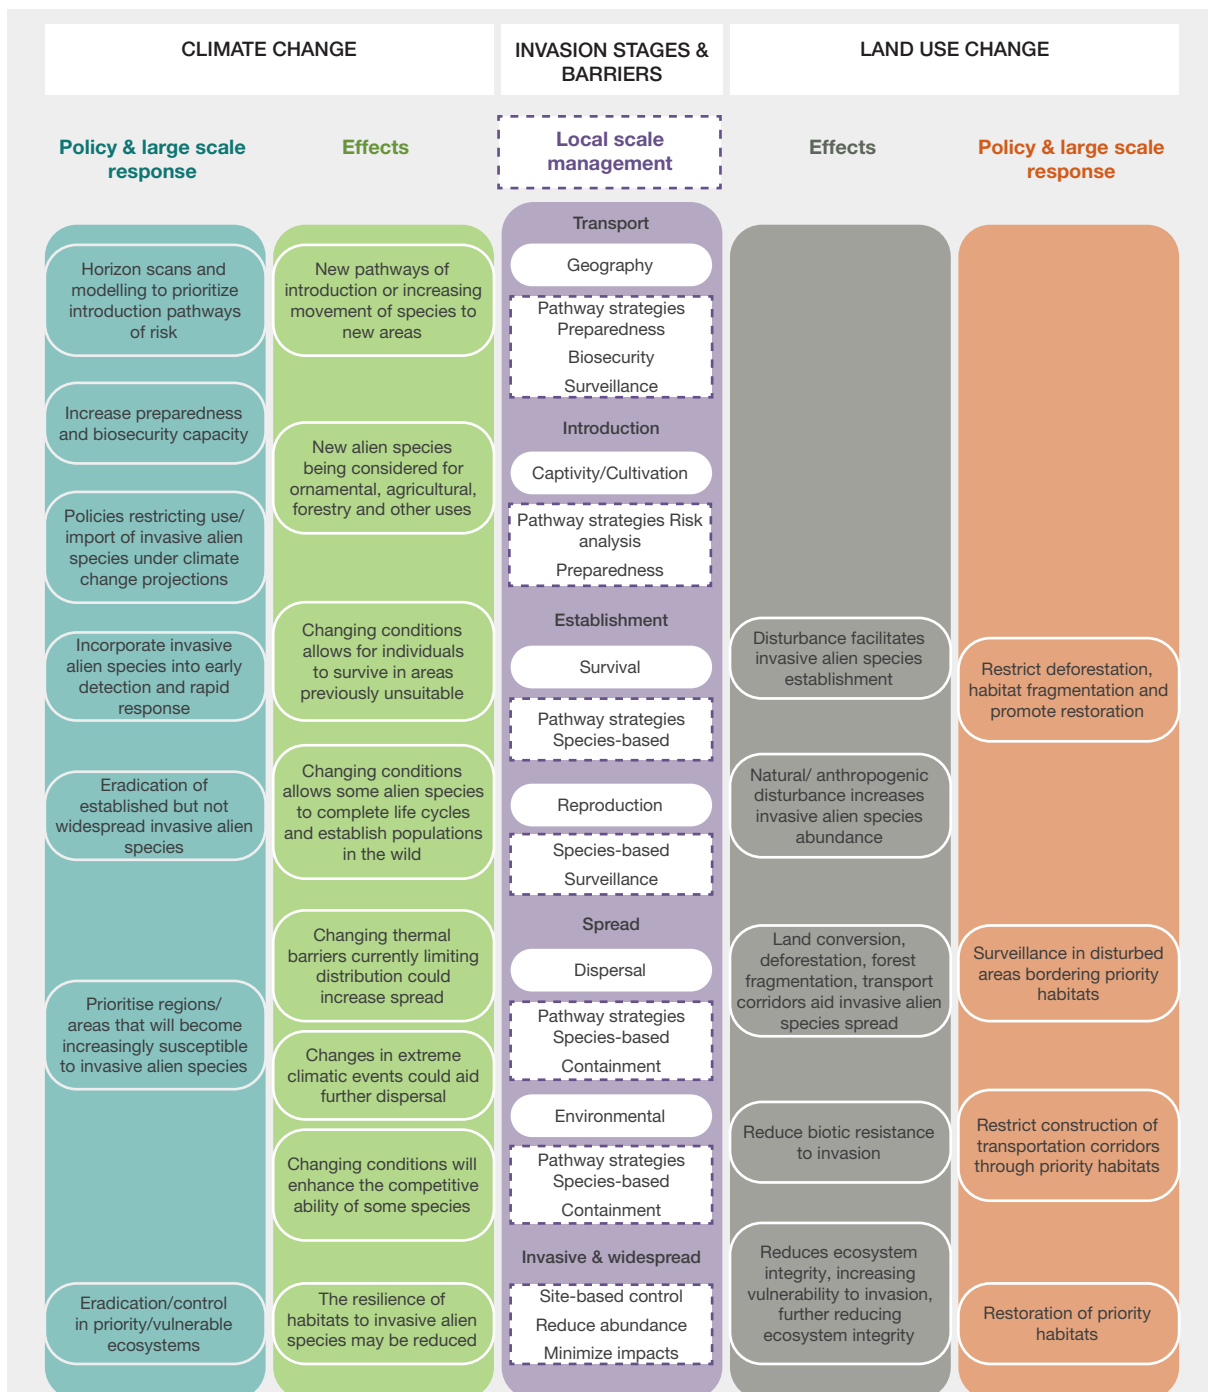 CLIMATE CHANGE
INVASION STAGES &
BARRIERS
LAND USE CHANGE
Policy & large scale
response
Effects
Local scale
management
Effects
Policy & large scale
response
Horizon scans and
modelling to prioritize
introduction pathways
of risk
Increase preparedness
and biosecurity capacity
Policies restricting use/
import of invasive alien
species under climate
change projections
Incorporate invasive
alien species into early
detection and rapid
response
Eradication of
established but not
widespread invasive alien
species
Prioritise regions/
areas that will become
increasingly susceptible
to invasive alien species
Eradication/control
in priority/vulnerable
ecosystems
New pathways of
introduction or increasing
movement of species to
new areas
New alien species
being considered for
ornamental, agricultural,
forestry and other uses
Changing conditions
allows for individuals
to survive in areas
previously unsuitable
Changing conditions
allows some alien species
to complete life cycles
and establish populations
in the wild
Changing thermal
barriers currently limiting
distribution could
increase spread
Changes in extreme
climatic events could aid
further dispersal
Changing conditions will
enhance the competitive
ability of some species
The resilience of
habitats to invasive alien
species may be reduced
Transport
Geography
Pathway strategies
Preparedness
Biosecurity
Surveillance
Introduction
Captivity/Cultivation
Pathway strategies Risk
analysis
Preparedness
Establishment
Survival
Pathway strategies
Species-based
Reproduction
Species-based
Surveillance
Spread
Dispersal
Pathway strategies
Species-based
Containment
Environmental
Pathway strategies
Species-based
Containment
Invasive & widespread
Site-based control
Reduce abundance
Minimize impacts
Disturbance facilitates
invasive alien species
establishment
Natural/ anthropogenic
disturbance increases
invasive alien species
abundance
Land conversion,
deforestation, forest
fragmentation, transport
corridors aid invasive alien
species spread
Reduce biotic resistance
to invasion
Reduces ecosystem
integrity, increasing
vulnerability to invasion,
further reducing
ecosystem integrity
Restrict deforestation,
habitat fragmentation and
promote restoration
Surveillance in disturbed
areas bordering priority
habitats
Restrict construction of
transportation corridors
through priority habitats
Restoration of priority
habitats